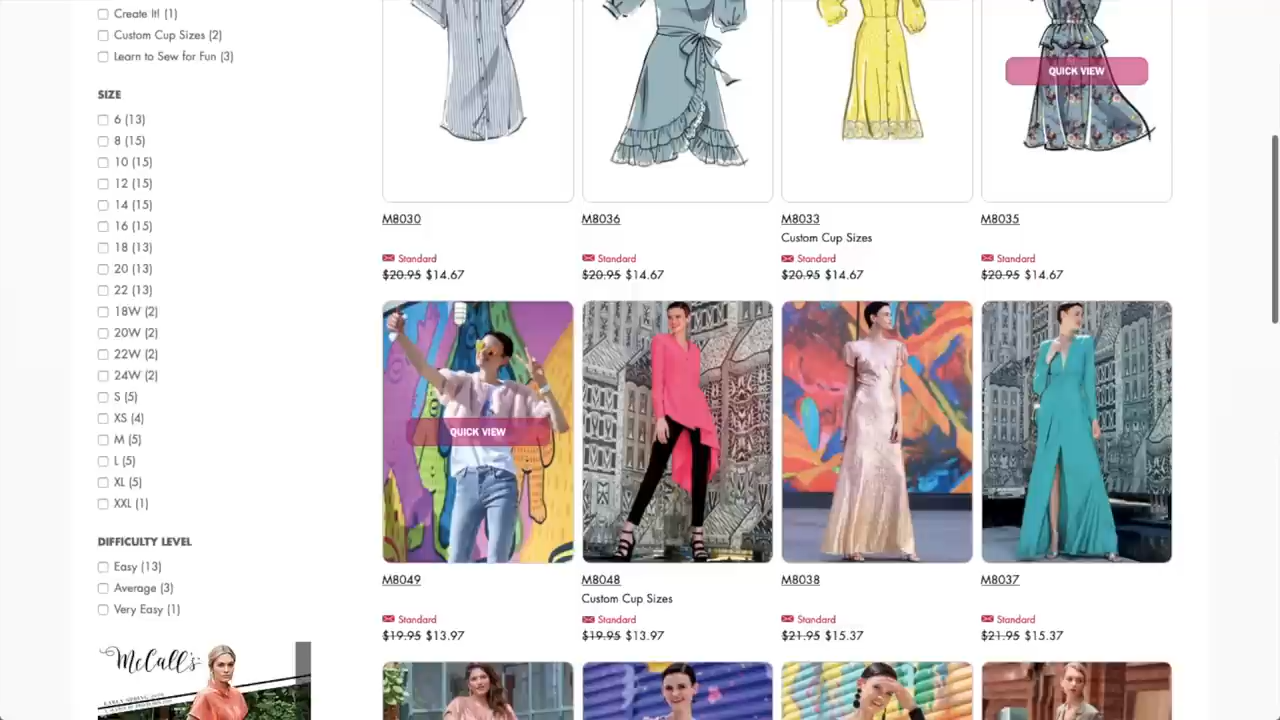 Create It! (1)
Custom Cup Sizes (2)
Learn to Sew for Fun (3)
SIZE
6 (13)
8 (15)
10 (15)
12 (15)
14 (15)
16 (15)
18 (13)
20 (13)
22 (13)
18W (2)
20W (2)
22W (2)
24W (2)
S (5)
XS (4)
M (5)
L (5)
XL (5)
XXL (1)
DIFFICULTY LEVEL
Easy (13)
Average (3)
Very Easy (1)
McCall's
QUICK VIEW
M8030
Standard
$20.95 $14.67
M8036
Standard
$20.95 $14.67
M8033
Custom Cup Sizes
Standard
$20.95 $14.67
M8035
Standard
$20.95 $14.67
QUICK VIEW
M8049
Standard
$19.95 $13.97
M8048
Custom Cup Sizes
Standard
$19.95 $13.97
M8038
Standard
$21.95 $15.37
M8037
Standard
$21.95 $15.37